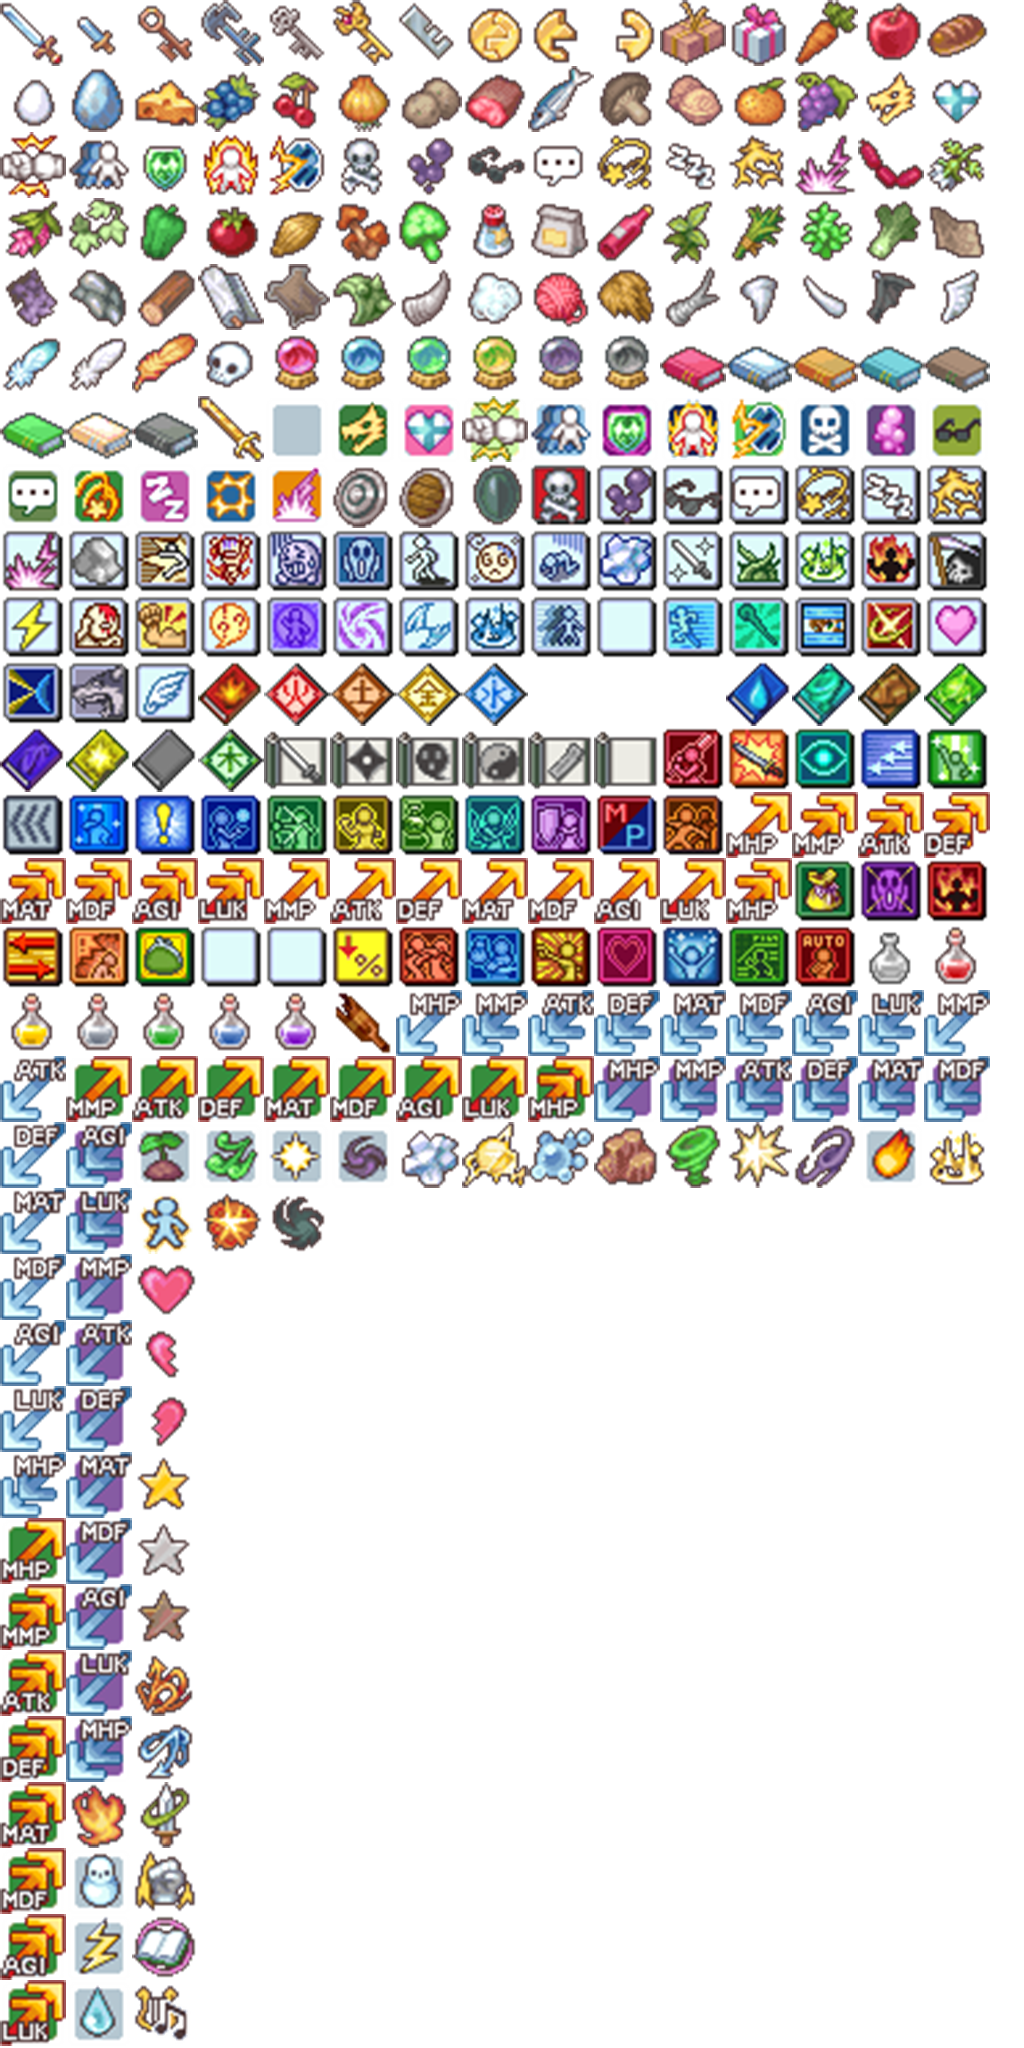 zzz
ZZZ
zzz
火 土 金 水
木
M P
MHP MMP ATK DEF
MAT MDF AGI LUK MMP ATK DEF MAT MDF AGI LUK MHP
% AUTO
MHP MMP ATK DEF MAT MDF AGI LUK MMP
ATK MMP ATK DEF MAT MDF AGI LUK MHP MHP MMP ATK DEF MAT MDF
DEF AGI
MAT LUK
MDF MMP
AGI ATK
LUK DEF
MHP MAT
MHP MDF
MMP AGI
ATK LUK
DEF MHP
MAT
MDF
AGI
LUK